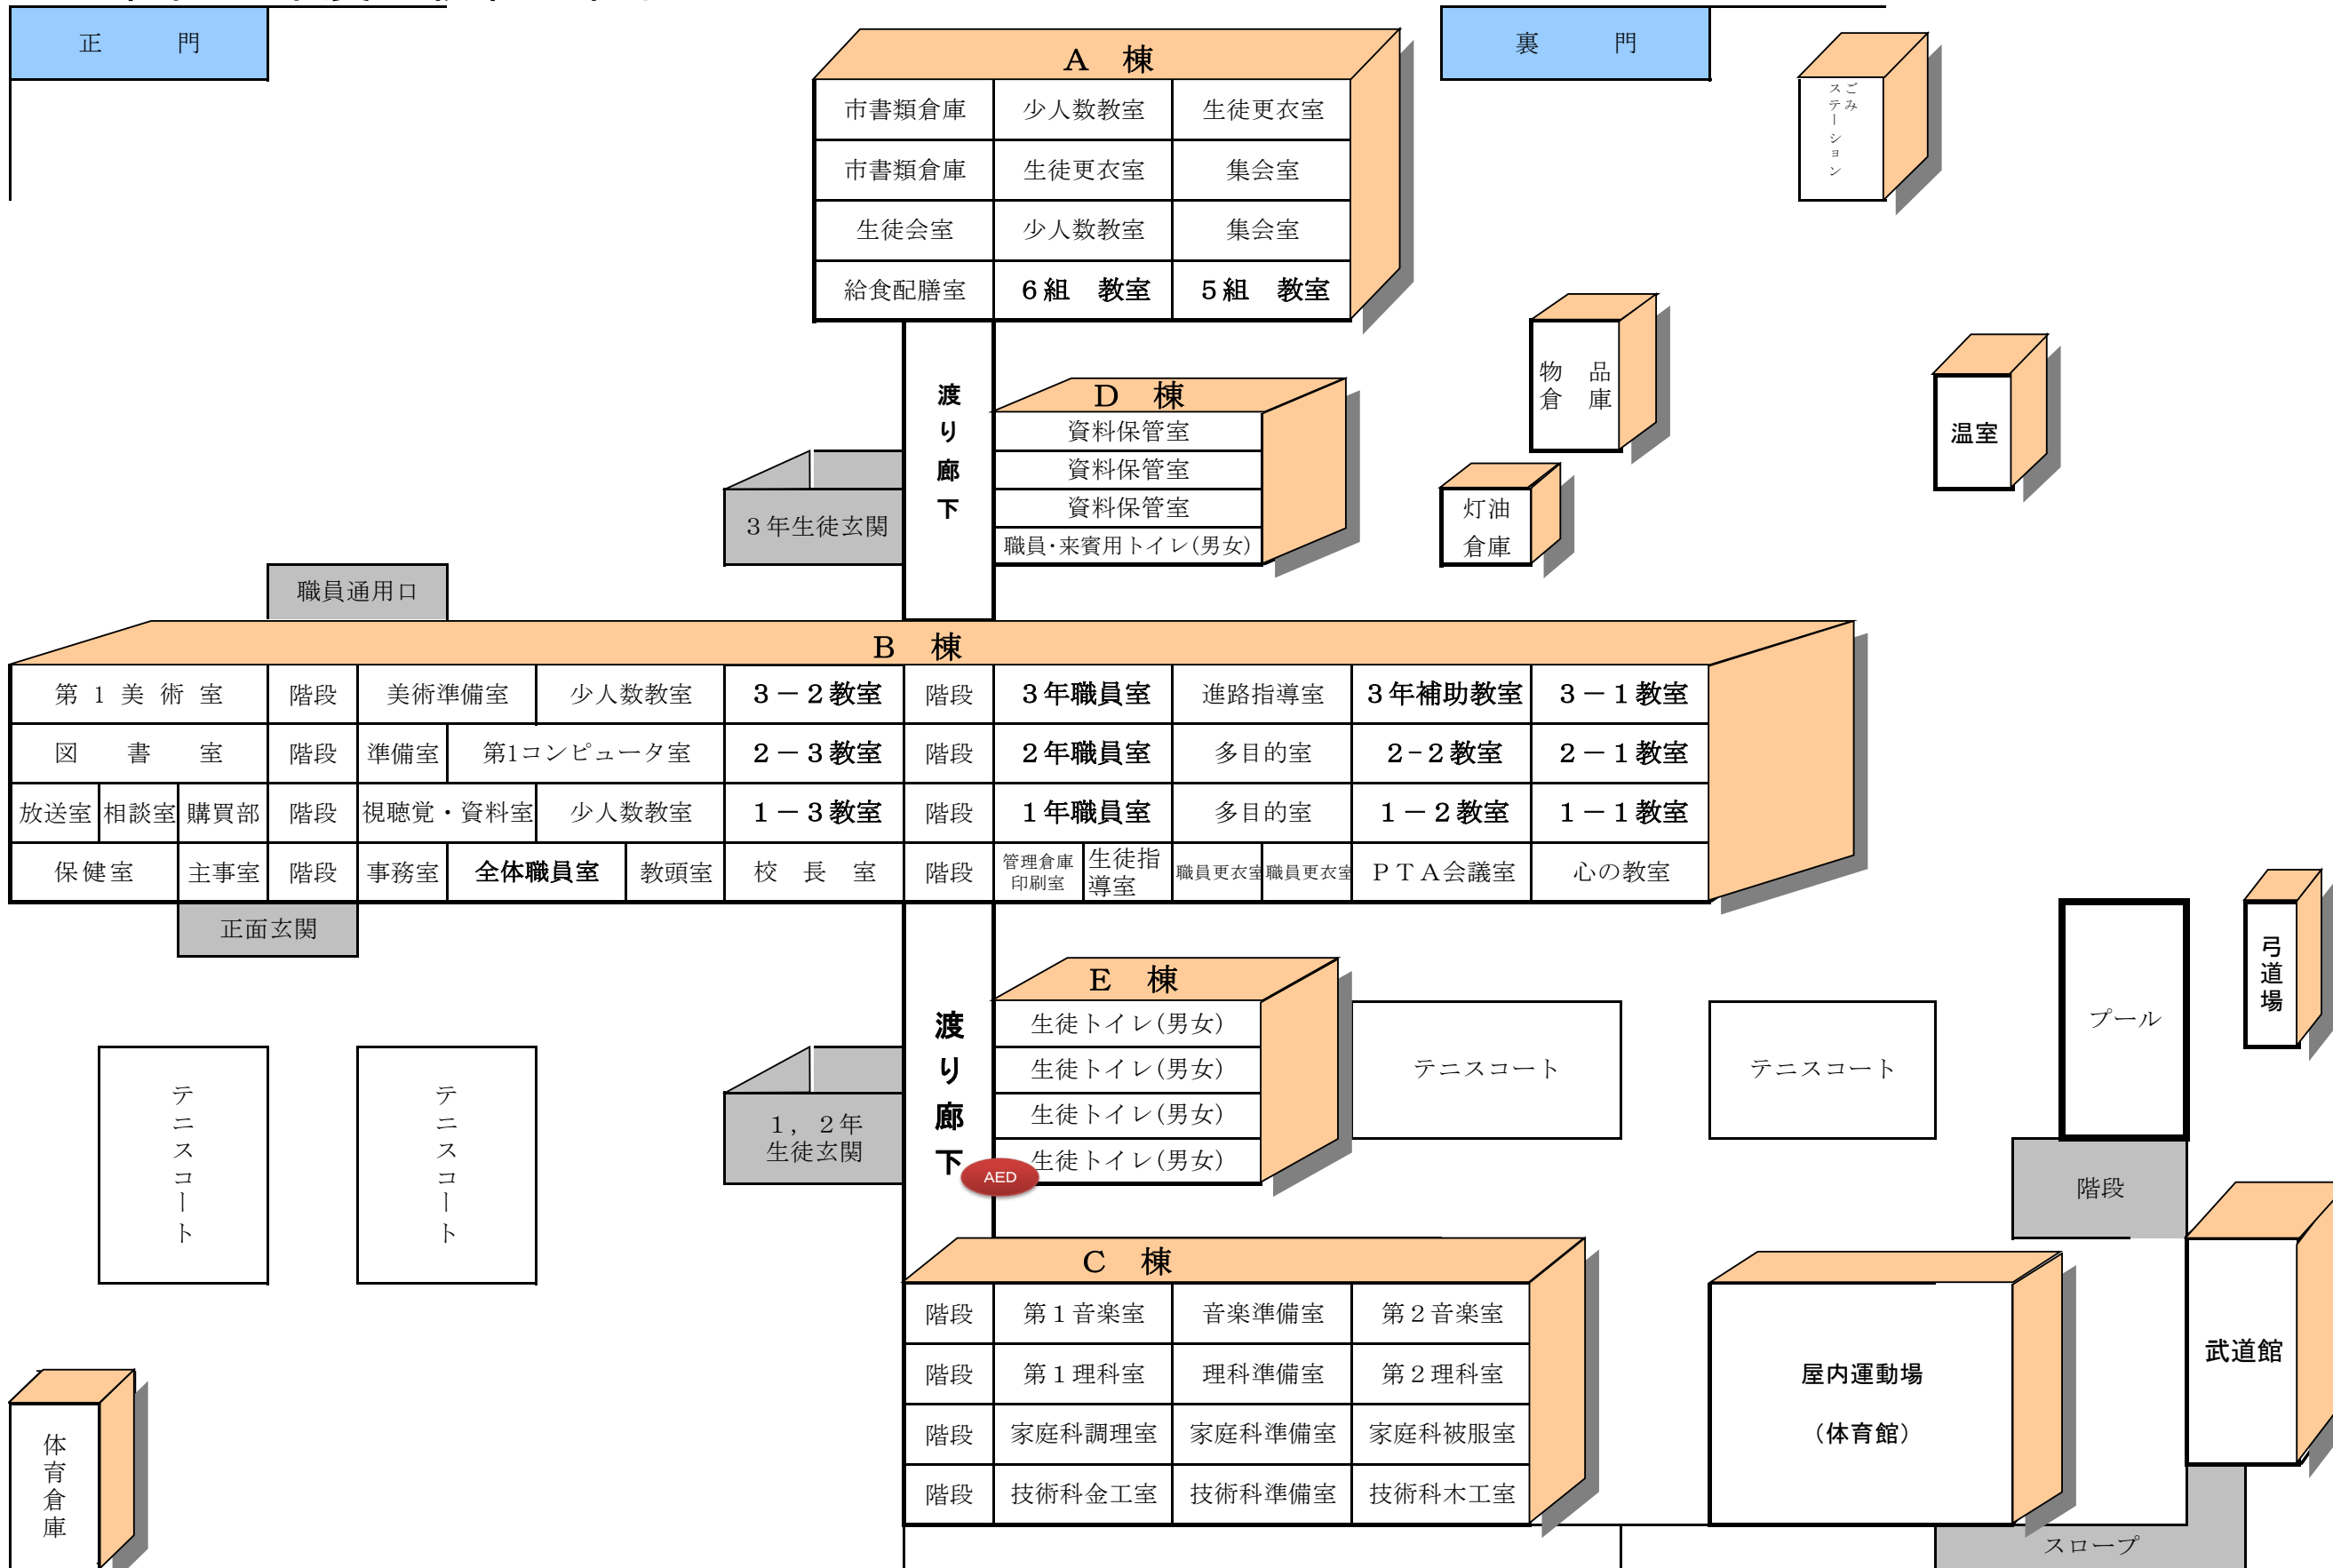 正　門
裏　門
A　棟
ごみ
ステーション
市書類倉庫　少人数教室　生徒更衣室
市書類倉庫　生徒更衣室　集会室
生徒会室　少人数教室　集会室
給食配膳室　６組　教室　５組　教室
渡り廊下
D　棟
資料保管室
資料保管室
資料保管室
職員・来賓用トイレ(男女)
物　品
倉　庫
温室
灯油
倉庫
３年生徒玄関
職員通用口
B　棟
第 1 美 術 室　階段　美術準備室　少人数教室　３－２教室　階段　３年職員室　進路指導室　３年補助教室　３－１教室
図　書　室　階段　準備室　第1コンピュータ室　２－３教室　階段　２年職員室　多目的室　２-２教室　２－１教室
放送室　相談室　購買部　階段　視聴覚・資料室　少人数教室　１－３教室　階段　１年職員室　多目的室　１－２教室　１－１教室
保健室　主事室　階段　事務室　全体職員室　教頭室　校　長　室　階段　管理倉庫　印刷室　生徒指導室　職員更衣室　職員更衣室　ＰＴＡ会議室　心の教室
正面玄関
弓道場
プール
渡り廊下
E　棟
生徒トイレ(男女)
生徒トイレ(男女)
生徒トイレ(男女)
生徒トイレ(男女)
AED
テニスコート
テニスコート
テニスコート
テニスコート
１，２年
生徒玄関
階段
C　棟
階段　第１音楽室　音楽準備室　第２音楽室
階段　第１理科室　理科準備室　第２理科室
階段　家庭科調理室　家庭科準備室　家庭科被服室
階段　技術科金工室　技術科準備室　技術科木工室
屋内運動場
（体育館）
武道館
体育倉庫
スロープ